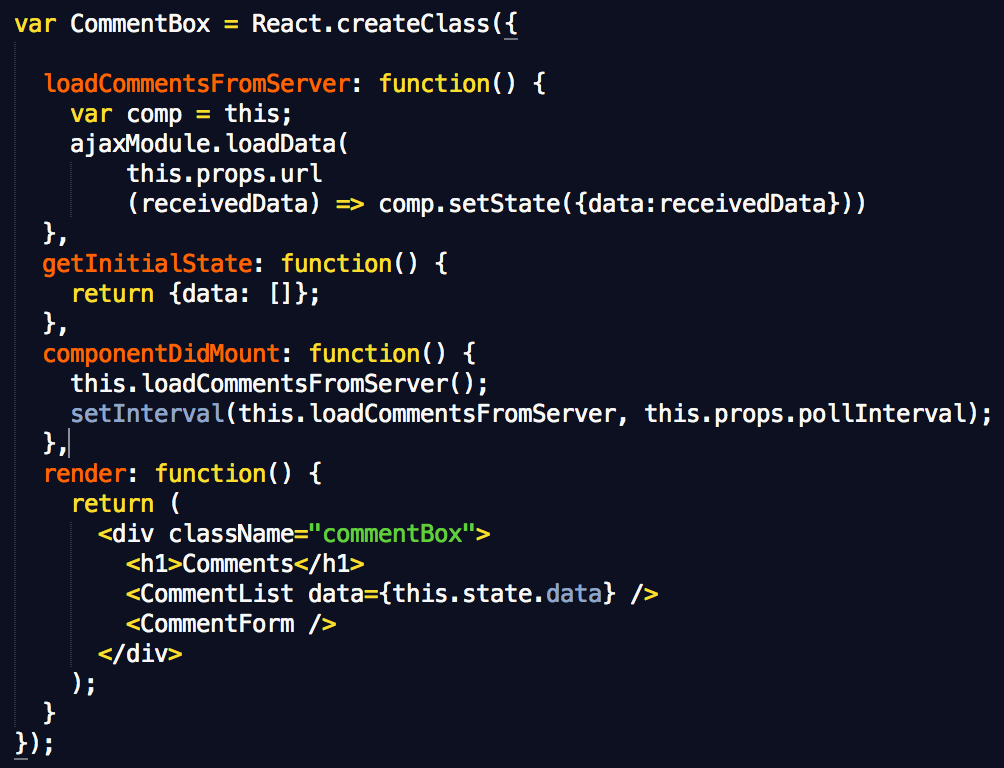 var CommentBox = React.createClass({
  loadCommentsFromServer: function() {
    var comp = this;
    ajaxModule.loadData(
        this.props.url
        (receivedData) => comp.setState({data:receivedData}))
  },
  getInitialState: function() {
    return {data: []};
  },
  componentDidMount: function() {
    this.loadCommentsFromServer();
    setInterval(this.loadCommentsFromServer, this.props.pollInterval);
  },
  render: function() {
    return (
      <div className="commentBox">
        <h1>Comments</h1>
        <CommentList data={this.state.data} />
        <CommentForm />
      </div>
    );
  }
});